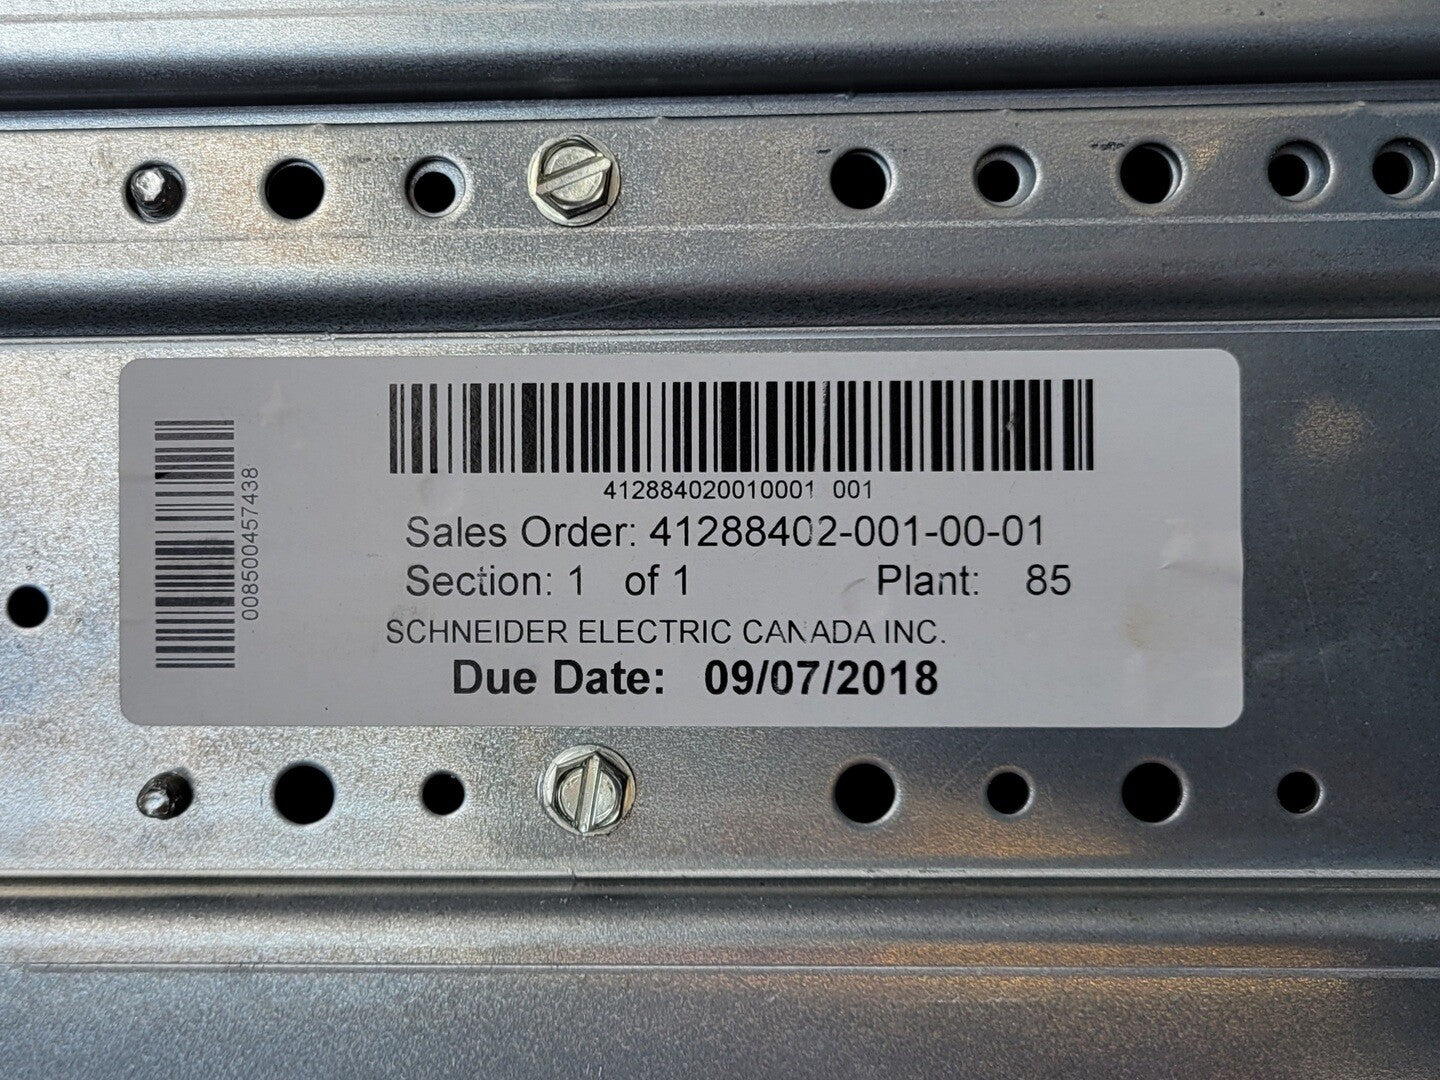 412884020010001 001
Sales Order: 41288402-001-00-01
Section: 1 of 1 Plant: 85
SCHNEIDER ELECTRIC CANADA INC.
Due Date: 09/07/2018
008500457438